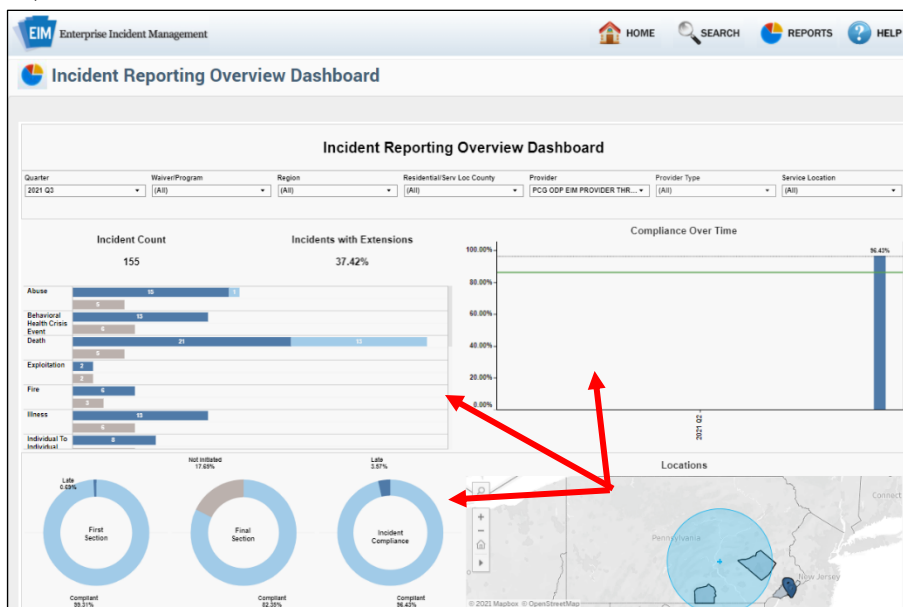 EIM Enterprise Incident Management
HOME
SEARCH
REPORTS
HELP
Incident Reporting Overview Dashboard
Incident Reporting Overview Dashboard
Quarter
Waiver/Program
Region
Residential/Serv Loc County
Provider
Provider Type
Service Location
2021 Q3
(All)
(All)
(All)
PCG ODP EIM PROVIDER THR...
(All)
(All)
Incident Count
155
Incidents with Extensions
37.42%
Abuse
15
1
5
Behavioral
Health Crisis
Event
13
6
Death
21
13
5
Exploitation
2
2
Fire
6
3
Illness
13
6
Individual To
Individual
8
Compliance Over Time
100.00%
96.43%
80.00%
60.00%
40.00%
20.00%
0.00%
2021 Q2
Late
0.69%
First
Section
Compliant
99.31%
Not Initiated
17.65%
Final
Section
Compliant
82.35%
Late
3.57%
Incident
Compliance
Compliant
96.43%
Locations
Pennsylvania
Connect
New Jersey
© 2021 Mapbox © OpenStreetMap